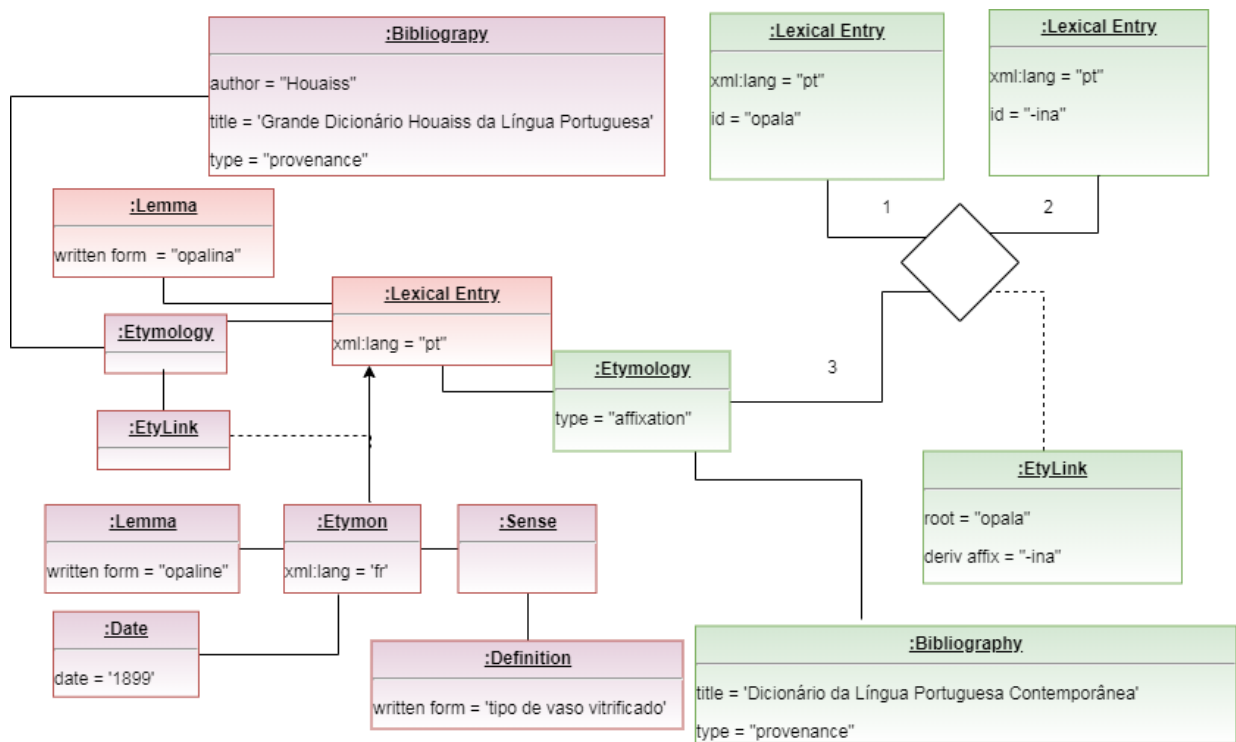 :Bibliograpy
author = "Houaiss"
title = 'Grande Dicionário Houaiss da Língua Portuguesa'
type = "provenance"
:Lexical Entry
xml:lang = "pt"
id = "opala"
:Lexical Entry
xml:lang = "pt"
id = "-ina"
1
2
:Lemma
written form = "opalina"
:Lexical Entry
xml:lang = "pt"
:Etymology
:Etymology
type = "affixation"
3
:EtyLink
:EtyLink
root = "opala"
deriv affix = "-ina"
:Lemma
written form = "opaline"
:Etymon
xml:lang = 'fr'
:Sense
:Date
date = '1899'
:Definition
written form = 'tipo de vaso vitrificado'
:Bibliography
title = 'Dicionário da Língua Portuguesa Contemporânea'
type = "provenance"